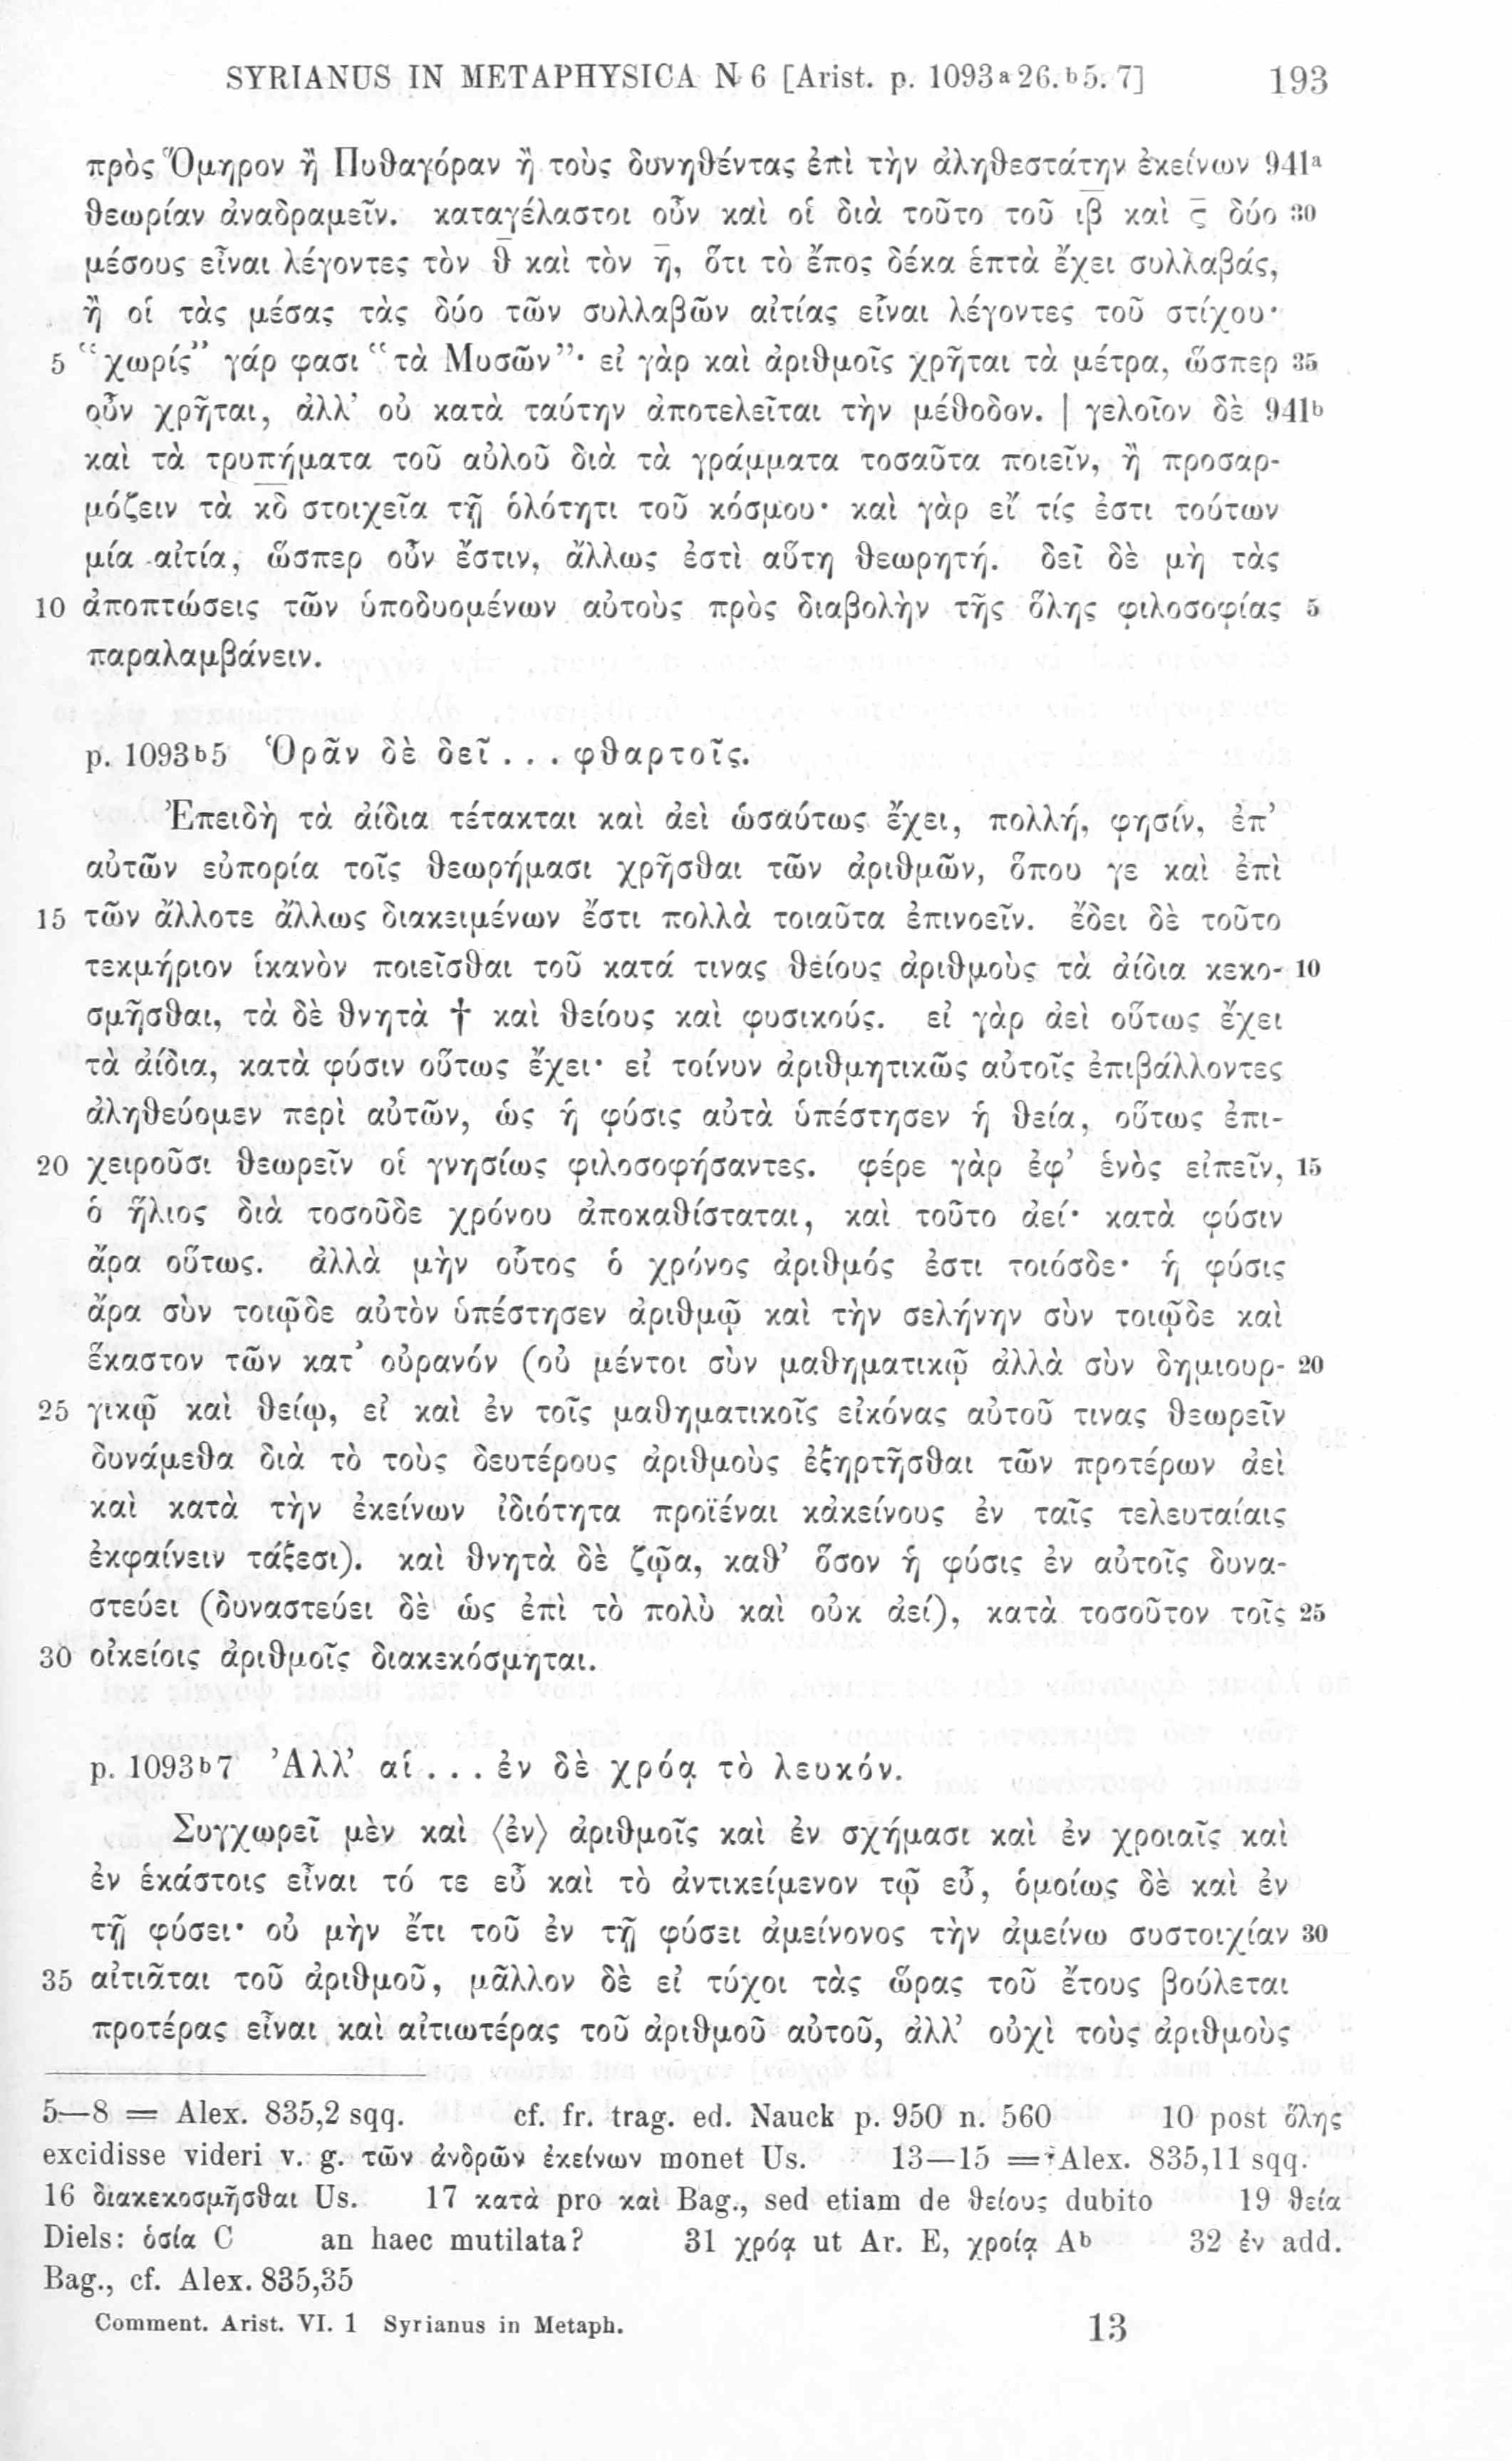 SYRIANUS IN METAPHYSICA N 6 [Arist. p. 1093ᵃ26.ᵇ5. 7] 193
πρὸς Ὅμηρον ἢ Πυθαγόραν ἢ τοὺς δυνηθέντας ἐπὶ τὴν ἀληθεστάτην ἐκείνων 941ᵃ
θεωρίαν ἀναδραμεῖν. καταγέλαστοι οὖν καὶ οἱ διὰ τοῦτο τοῦ ι̅β̅ καὶ ς̅ δύο 30
μέσους εἶναι λέγοντες τὸν θ̅ καὶ τὸν η̅, ὅτι τὸ ἔπος δέκα ἑπτὰ ἔχει συλλαβάς,
ἢ οἱ τὰς μέσας τὰς δύο τῶν συλλαβῶν αἰτίας εἶναι λέγοντες τοῦ στίχου·
5 “χωρίς” γάρ φασι “τὰ Μυσῶν”· εἰ γὰρ καὶ ἀριθμοῖς χρῆται τὰ μέτρα, ὥσπερ 35
οὖν χρῆται, ἀλλ’ οὐ κατὰ ταύτην ἀποτελεῖται τὴν μέθοδον. | γελοῖον δὲ 941ᵇ
καὶ τὰ τρυπήματα τοῦ αὐλοῦ διὰ τὰ γράμματα τοσαῦτα ποιεῖν, ἢ προσαρ-
μόζειν τὰ κ̅δ̅ στοιχεῖα τῇ ὁλότητι τοῦ κόσμου· καὶ γὰρ εἴ τίς ἐστι τούτων
μία αἰτία, ὥσπερ οὖν ἔστιν, ἄλλως ἐστὶ αὕτη θεωρητή. δεῖ δὲ μὴ τὰς
10 ἀποπτώσεις τῶν ὑποδυομένων αὐτοὺς πρὸς διαβολὴν τῆς ὅλης φιλοσοφίας 5
παραλαμβάνειν.
p. 1093ᵇ5 Ὁρᾶν δὲ δεῖ . . . φθαρτοῖς.
Ἐπειδὴ τὰ ἀίδια τέτακται καὶ ἀεὶ ὡσαύτως ἔχει, πολλή, φησίν, ἐπ’
αὐτῶν εὐπορία τοῖς θεωρήμασι χρῆσθαι τῶν ἀριθμῶν, ὅπου γε καὶ ἐπὶ
15 τῶν ἄλλοτε ἄλλως διακειμένων ἔστι πολλὰ τοιαῦτα ἐπινοεῖν. ἔδει δὲ τοῦτο
τεκμήριον ἱκανὸν ποιεῖσθαι τοῦ κατά τινας θείους ἀριθμοὺς τὰ ἀίδια κεκο- 10
σμῆσθαι, τὰ δὲ θνητὰ † καὶ θείους καὶ φυσικούς. εἰ γὰρ ἀεὶ οὕτως ἔχει
τὰ ἀίδια, κατὰ φύσιν οὕτως ἔχει· εἰ τοίνυν ἀριθμητικῶς αὐτοῖς ἐπιβάλλοντες
ἀληθεύομεν περὶ αὐτῶν, ὡς ἡ φύσις αὐτὰ ὑπέστησεν ἡ θεία, οὕτως ἐπι-
20 χειροῦσι θεωρεῖν οἱ γνησίως φιλοσοφήσαντες. φέρε γὰρ ἐφ’ ἑνὸς εἰπεῖν, 15
ὁ ἥλιος διὰ τοσοῦδε χρόνου ἀποκαθίσταται, καὶ τοῦτο ἀεί· κατὰ φύσιν
ἄρα οὕτως. ἀλλὰ μὴν οὗτος ὁ χρόνος ἀριθμός ἐστι τοιόσδε· ἡ φύσις
ἄρα σὺν τοιῷδε αὐτὸν ὑπέστησεν ἀριθμῷ καὶ τὴν σελήνην σὺν τοιῷδε καὶ
ἕκαστον τῶν κατ’ οὐρανόν (οὐ μέντοι σὺν μαθηματικῷ ἀλλὰ σὺν δημιουρ- 20
25 γικῷ καὶ θείῳ, εἰ καὶ ἐν τοῖς μαθηματικοῖς εἰκόνας αὐτοῦ τινας θεωρεῖν
δυνάμεθα διὰ τὸ τοὺς δευτέρους ἀριθμοὺς ἐξηρτῆσθαι τῶν προτέρων ἀεὶ
καὶ κατὰ τὴν ἐκείνων ἰδιότητα προϊέναι κἀκείνους ἐν ταῖς τελευταίαις
ἐκφαίνειν τάξεσι). καὶ θνητὰ δὲ ζῷα, καθ’ ὅσον ἡ φύσις ἐν αὐτοῖς δυνα-
στεύει (δυναστεύει δὲ ὡς ἐπὶ τὸ πολὺ καὶ οὐκ ἀεί), κατὰ τοσοῦτον τοῖς 25
30 οἰκείοις ἀριθμοῖς διακεκόσμηται.
p. 1093ᵇ7 Ἀλλ’ αἱ . . . ἐν δὲ χρόᾳ τὸ λευκόν.
Συγχωρεῖ μὲν καὶ ⟨ἐν⟩ ἀριθμοῖς καὶ ἐν σχήμασι καὶ ἐν χροιαῖς καὶ
ἐν ἑκάστοις εἶναι τό τε εὖ καὶ τὸ ἀντικείμενον τῷ εὖ, ὁμοίως δὲ καὶ ἐν
τῇ φύσει· οὐ μὴν ἔτι τοῦ ἐν τῇ φύσει ἀμείνονος τὴν ἀμείνω συστοιχίαν 30
35 αἰτιᾶται τοῦ ἀριθμοῦ, μᾶλλον δὲ εἰ τύχοι τὰς ὥρας τοῦ ἔτους βούλεται
προτέρας εἶναι καὶ αἰτιωτέρας τοῦ ἀριθμοῦ αὐτοῦ, ἀλλ’ οὐχὶ τοὺς ἀριθμοὺς
5—8 = Alex. 835,2 sqq. cf. fr. trag. ed. Nauck p. 950 n. 560 10 post ὅλης
excidisse videri v. g. τῶν ἀνδρῶν ἐκείνων monet Us. 13—15 = Alex. 835,11 sqq.
16 διακεκοσμῆσθαι Us. 17 κατὰ pro καὶ Bag., sed etiam de θείους dubito 19 θεία
Diels: ὁσία C an haec mutilata? 31 χρόᾳ ut Ar. E, χροίᾳ Aᵇ 32 ἐν add.
Bag., cf. Alex. 835,35
Comment. Arist. VI. 1 Syrianus in Metaph. 13